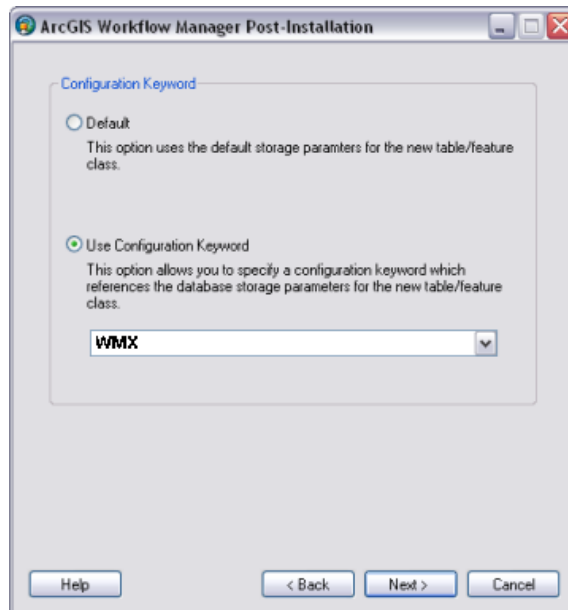 ArcGIS Workflow Manager Post-Installation
Configuration Keyword
Default
This option uses the default storage paramters for the new table/feature
class.
Use Configuration Keyword
This option allows you to specify a configuration keyword which
references the database storage parameters for the new table/feature
class.
WMX
Help
< Back
Next >
Cancel